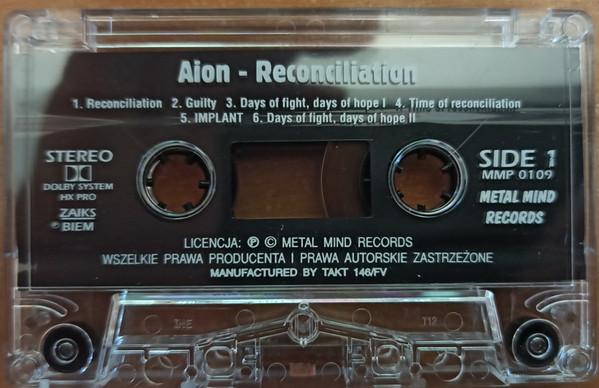 Aion - Reconciliation
1. Reconciliation 2. Guilty 3. Days of fight, days of hope I 4. Time of reconciliation
5. IMPLANT 6. Days of fight, days of hope II
STEREO
DOLBY SYSTEM
HX PRO
ZAIKS
BIEM
SIDE 1
MMP 0109
METAL MIND
RECORDS
LICENCJA: ℗ © METAL MIND RECORDS
WSZELKIE PRAWA PRODUCENTA I PRAWA AUTORSKIE ZASTRZEŻONE
MANUFACTURED BY TAKT 146/FV